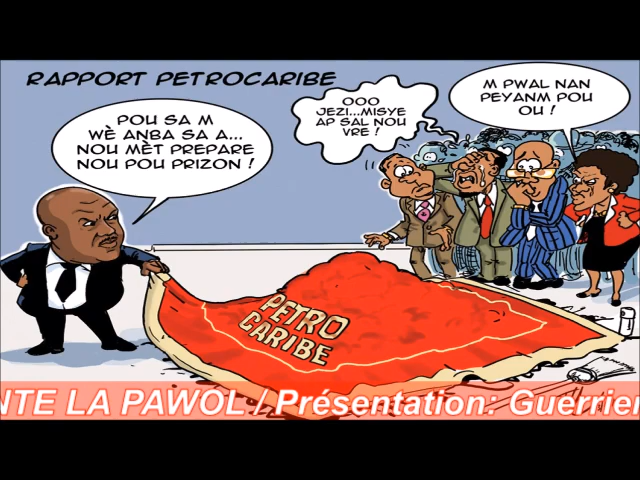 RAPPORT PETROCARIBE
POU SA M
WÈ ANBA SA A...
NOU MÈT PREPARE
NOU POU PRIZON !
OOO
JEZI...MISYE
AP SAL NOU
VRE !
M PWAL NAN
PEYANM POU
OU !
PETRO
CARIBE
NTE LA PAWOL / Présentation: Guerrier